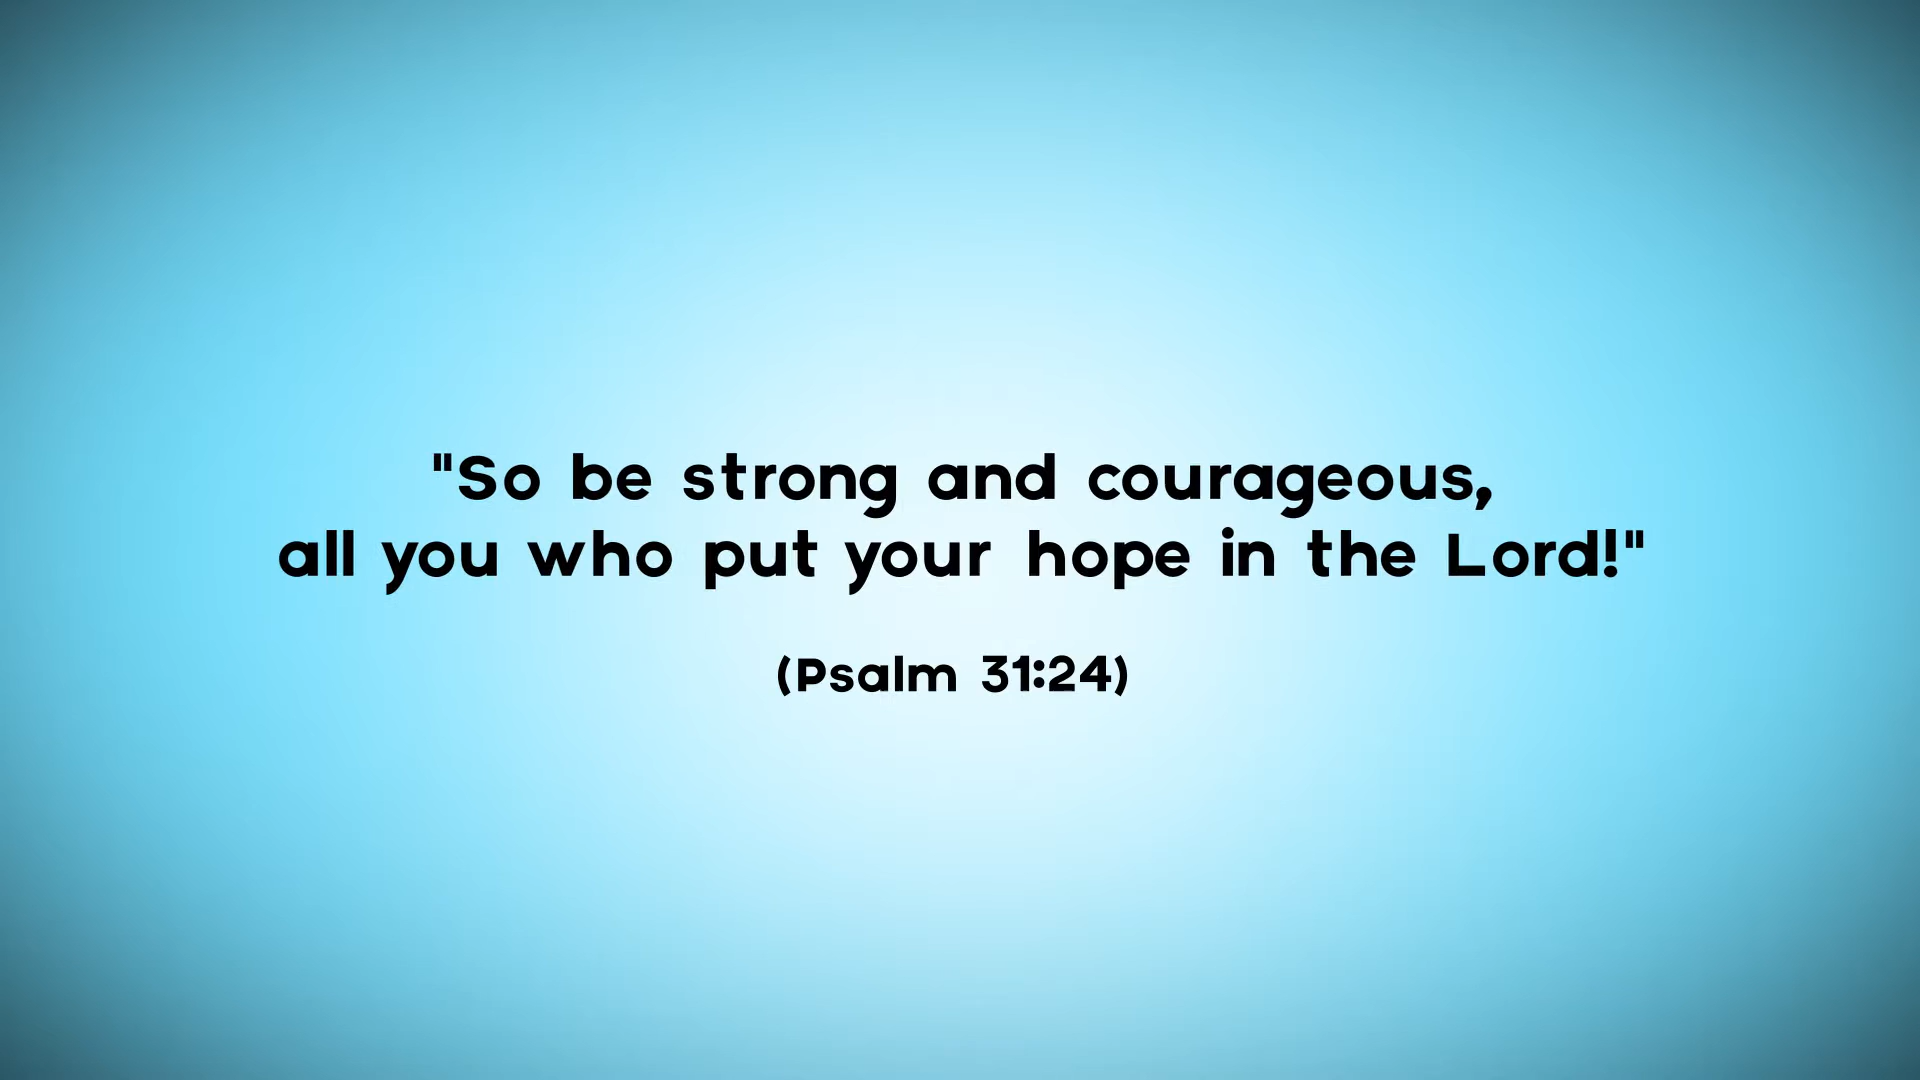 "So be strong and courageous,
all you who put your hope in the Lord!"
(Psalm 31:24)